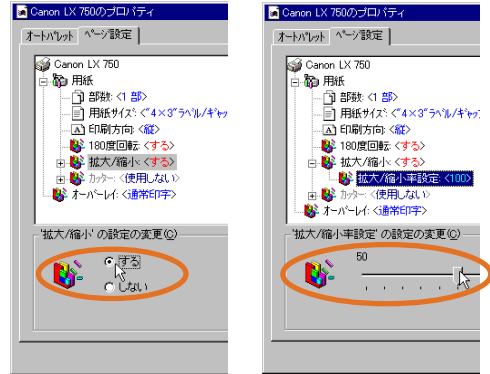 Canon LX 750のプロパティ
オートパレット ページ設定
Canon LX 750
用紙
部数: <1 部>
用紙サイズ: <"4×3"ラベル/ギャッ
印刷方向: <縦>
180度回転: <する>
拡大/縮小: <する>
カッター: <使用しない>
オーバーレイ: <通常印字>
'拡大/縮小' の設定の変更(C)
する
しない
Canon LX 750のプロパティ
オートパレット ページ設定
Canon LX 750
用紙
部数: <1 部>
用紙サイズ: <"4×3"ラベル/ギャッ
印刷方向: <縦>
180度回転: <する>
拡大/縮小: <する>
拡大/縮小率設定: <100>
カッター: <使用しない>
オーバーレイ: <通常印字>
'拡大/縮小率設定' の設定の変更(C)
50